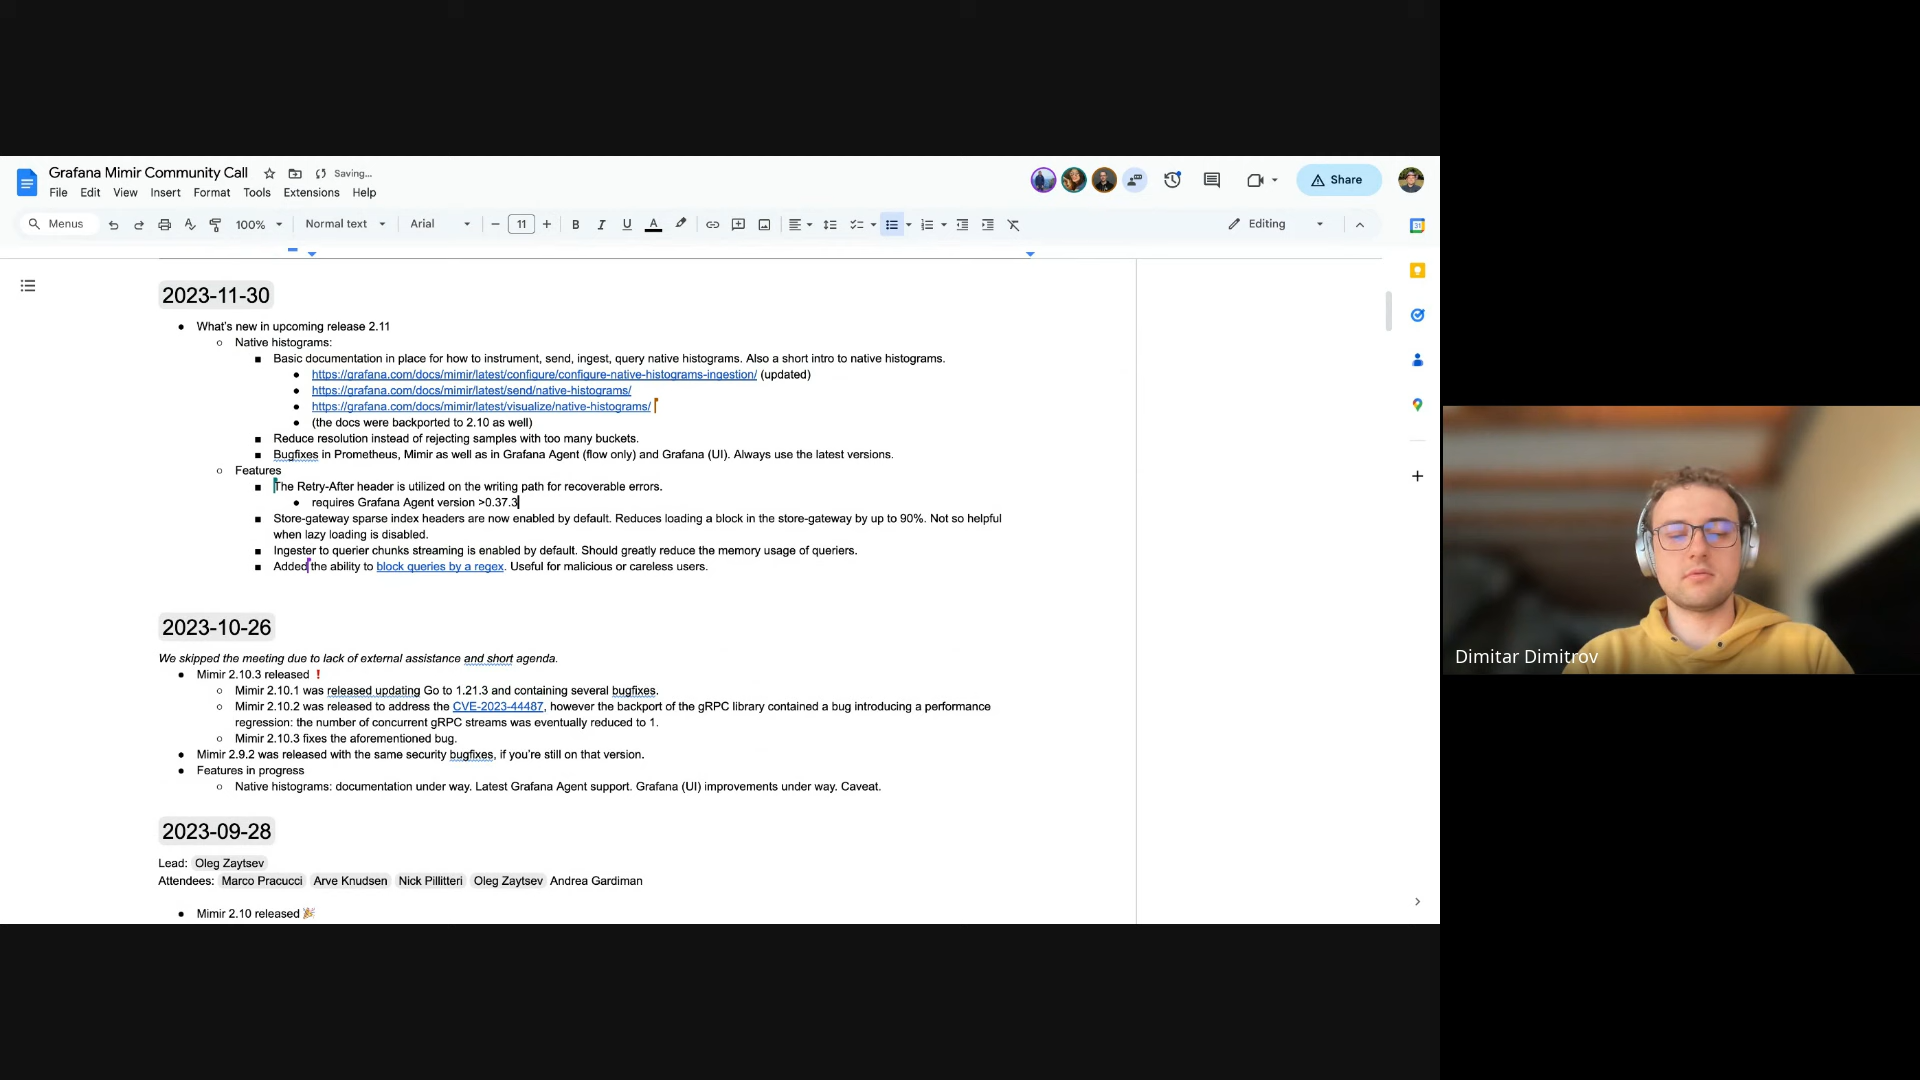 Grafana Mimir Community Call
Saving...
File Edit View Insert Format Tools Extensions Help
Share
Menus
100%
Normal text
Arial
11
Editing
31
2023-11-30
What's new in upcoming release 2.11
Native histograms:
Basic documentation in place for how to instrument, send, ingest, query native histograms. Also a short intro to native histograms.
https://grafana.com/docs/mimir/latest/configure/configure-native-histograms-ingestion/ (updated)
https://grafana.com/docs/mimir/latest/send/native-histograms/
https://grafana.com/docs/mimir/latest/visualize/native-histograms/
(the docs were backported to 2.10 as well)
Reduce resolution instead of rejecting samples with too many buckets.
Bugfixes in Prometheus, Mimir as well as in Grafana Agent (flow only) and Grafana (UI). Always use the latest versions.
Features
The Retry-After header is utilized on the writing path for recoverable errors.
requires Grafana Agent version >0.37.3
Store-gateway sparse index headers are now enabled by default. Reduces loading a block in the store-gateway by up to 90%. Not so helpful
when lazy loading is disabled.
Ingester to querier chunks streaming is enabled by default. Should greatly reduce the memory usage of queriers.
Added the ability to block queries by a regex. Useful for malicious or careless users.
2023-10-26
We skipped the meeting due to lack of external assistance and short agenda.
Mimir 2.10.3 released ❗
Mimir 2.10.1 was released updating Go to 1.21.3 and containing several bugfixes.
Mimir 2.10.2 was released to address the CVE-2023-44487, however the backport of the gRPC library contained a bug introducing a performance
regression: the number of concurrent gRPC streams was eventually reduced to 1.
Mimir 2.10.3 fixes the aforementioned bug.
Mimir 2.9.2 was released with the same security bugfixes, if you're still on that version.
Features in progress
Native histograms: documentation under way. Latest Grafana Agent support. Grafana (UI) improvements under way. Caveat.
2023-09-28
Lead: Oleg Zaytsev
Attendees: Marco Pracucci Arve Knudsen Nick Pillitteri Oleg Zaytsev Andrea Gardiman
Mimir 2.10 released 🎉
Dimitar Dimitrov